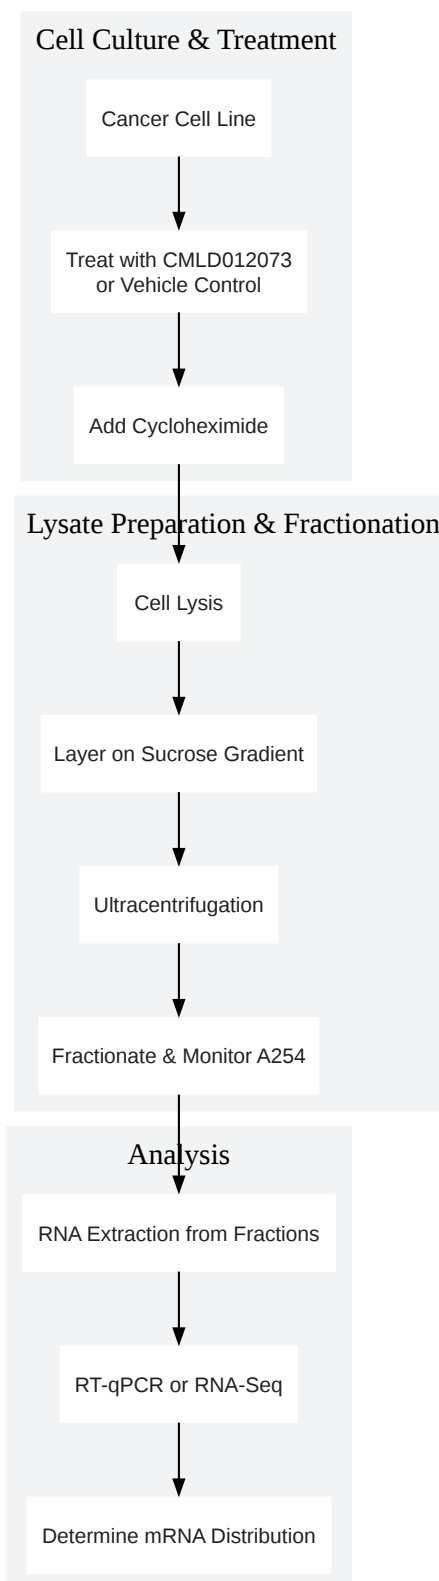 Cell Culture & Treatment
Cancer Cell Line
Treat with CMLD012073
or Vehicle Control
Add Cycloheximide
Lysate Preparation & Fractionation
Cell Lysis
Layer on Sucrose Gradient
Ultracentrifugation
Fractionate & Monitor A254
Analysis
RNA Extraction from Fractions
RT-qPCR or RNA-Seq
Determine mRNA Distribution